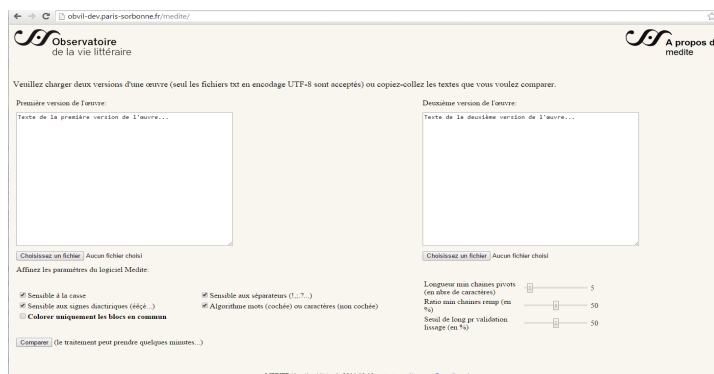 obvil-dev.paris-sorbonne.fr/medite/
Observatoire
de la vie littéraire
A propos d
medite
Veuillez charger deux versions d'une œuvre (seul les fichiers txt en encodage UTF-8 sont acceptés) ou copiez-collez les textes que vous voulez comparer.
Première version de l'œuvre:
Deuxième version de l'œuvre:
Texte de la première version de l'œuvre...
Texte de la deuxième version de l'œuvre...
Choisissez un fichier Aucun fichier choisi
Choisissez un fichier Aucun fichier choisi
Affinez les paramètres du logiciel Medite:
Sensible à la casse
Sensible aux séparateurs (!,;:?...)
Sensible aux signes diactiriques (éèçë...)
Algorithme mots (cochée) ou caractères (non cochée)
Colorer uniquement les blocs en commun
Longueur min chaines pivots
(en nbre de caractères)
5
Ratio min chaines remp (en
%)
50
Seuil de long pr validation
lissage (en %)
50
Comparer (le traitement peut prendre quelques minutes...)